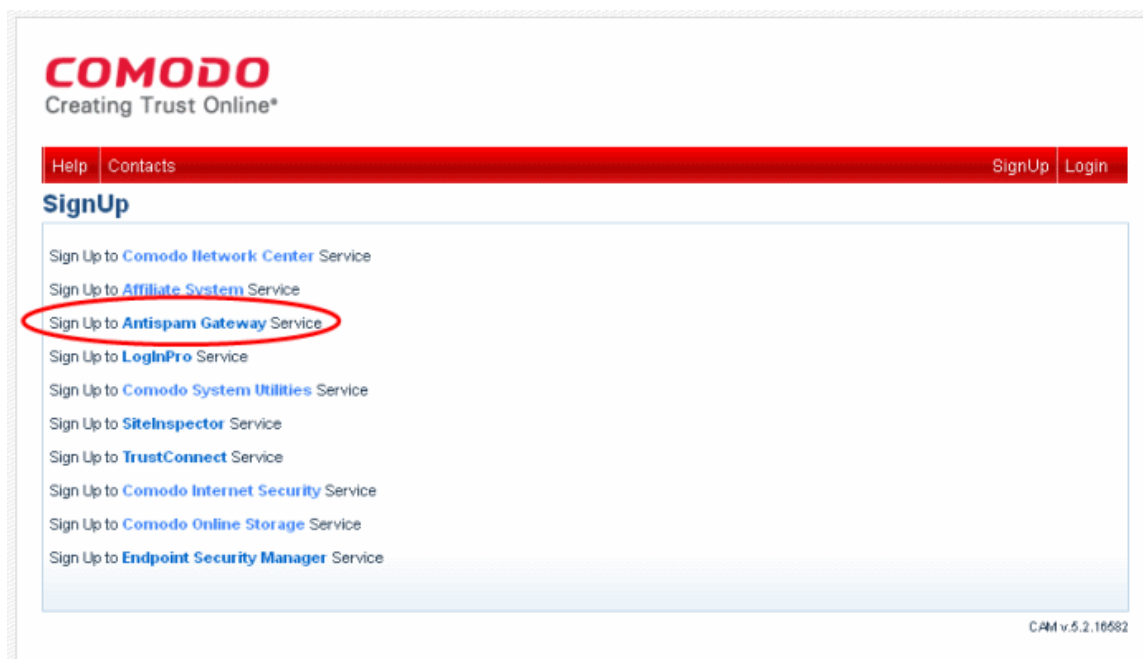 COMODO
Creating Trust Online®
Help Contacts SignUp Login
SignUp
Sign Up to Comodo Network Center Service
Sign Up to Affiliate System Service
Sign Up to Antispam Gateway Service
Sign Up to LogInPro Service
Sign Up to Comodo System Utilities Service
Sign Up to SiteInspector Service
Sign Up to TrustConnect Service
Sign Up to Comodo Internet Security Service
Sign Up to Comodo Online Storage Service
Sign Up to Endpoint Security Manager Service
CAM v.5.2.16582